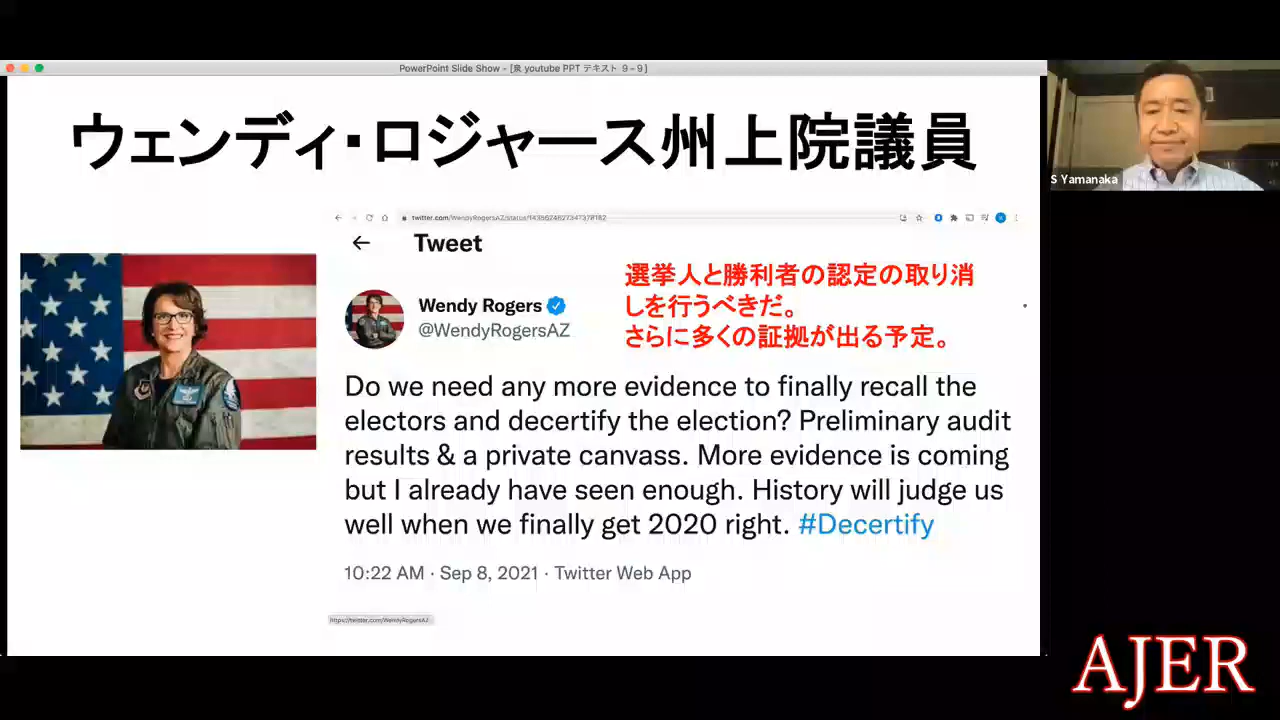 PowerPoint Slide Show - [泉 youtube PPT テキスト 9-9]
ウェンディ・ロジャース州上院議員
S Yamanaka
Tweet
選挙人と勝利者の認定の取り消
しを行うべきだ。
さらに多くの証拠が出る予定。
Wendy Rogers
@WendyRogersAZ
Do we need any more evidence to finally recall the
electors and decertify the election? Preliminary audit
results & a private canvass. More evidence is coming
but I already have seen enough. History will judge us
well when we finally get 2020 right. #Decertify
10:22 AM · Sep 8, 2021 · Twitter Web App
https://twitter.com/WendyRogersAZ
AJER